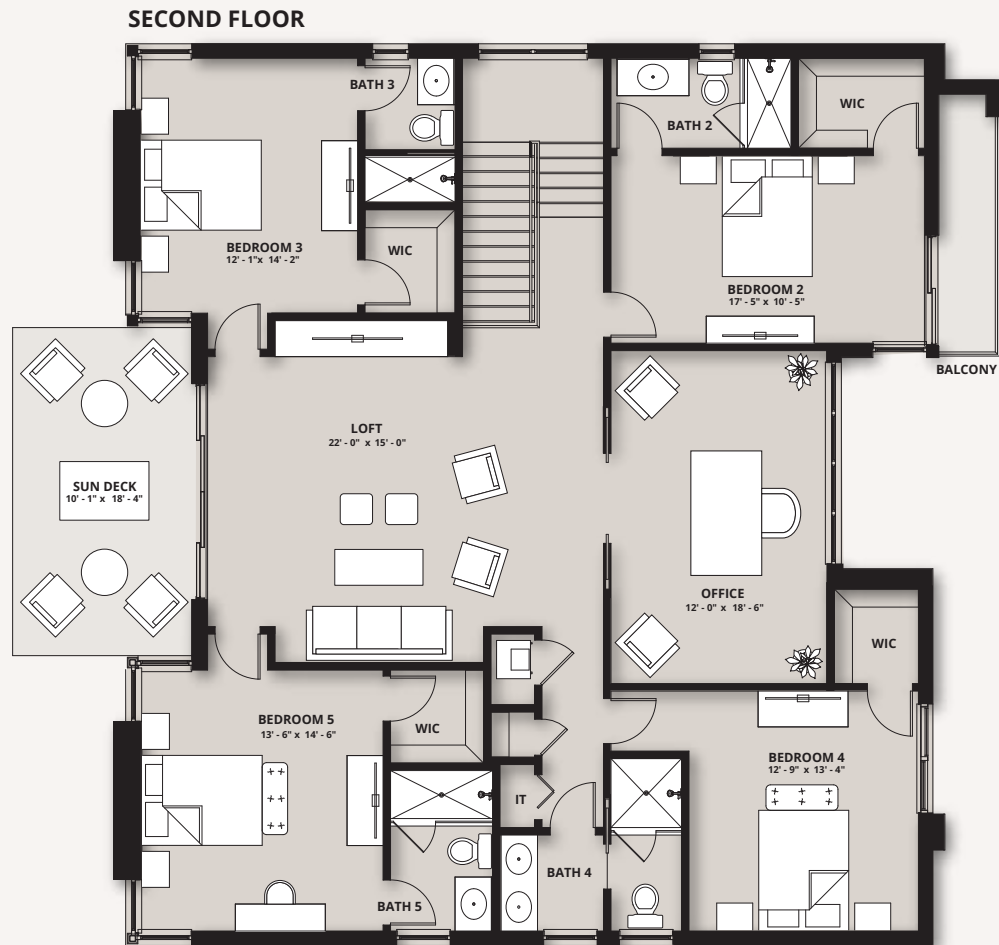 SECOND FLOOR
BATH 3
WIC
BATH 2
BEDROOM 3
12' - 1"x 14' - 2"
WIC
BEDROOM 2
17' - 5" x 10' - 5"
BALCONY
LOFT
22' - 0" x 15' - 0"
SUN DECK
10' - 1" x 18' - 4"
OFFICE
12' - 0" x 18' - 6"
WIC
BEDROOM 5
13' - 6" x 14' - 6"
WIC
BEDROOM 4
12' - 9" x 13' - 4"
IT
BATH 4
BATH 5